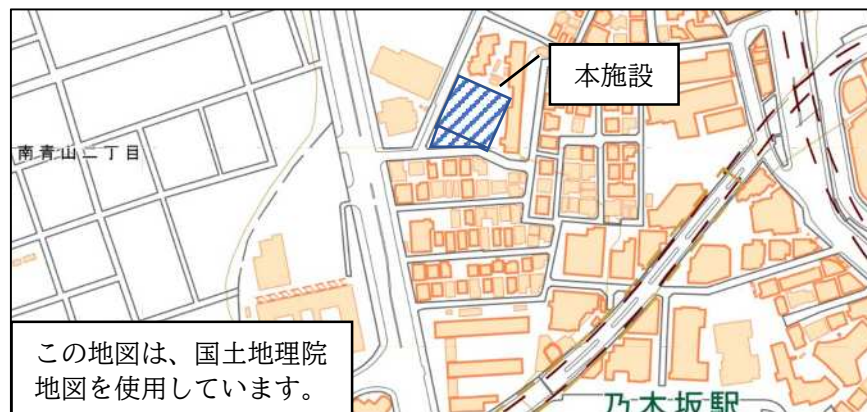 本施設
南青山二丁目
この地図は、国土地理院
地図を使用しています。
乃木坂駅